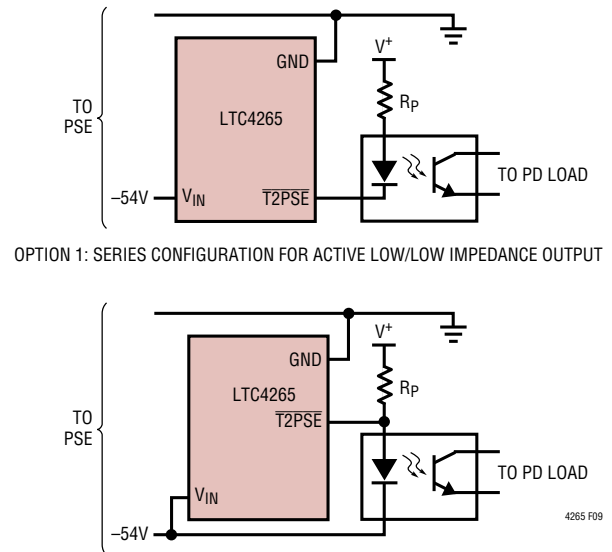 V+
GND
RP
TO
PSE
LTC4265
TO PD LOAD
–54V
VIN
T2PSE
OPTION 1: SERIES CONFIGURATION FOR ACTIVE LOW/LOW IMPEDANCE OUTPUT
V+
GND
RP
LTC4265
TO
PSE
T2PSE
TO PD LOAD
VIN
–54V
4265 F09